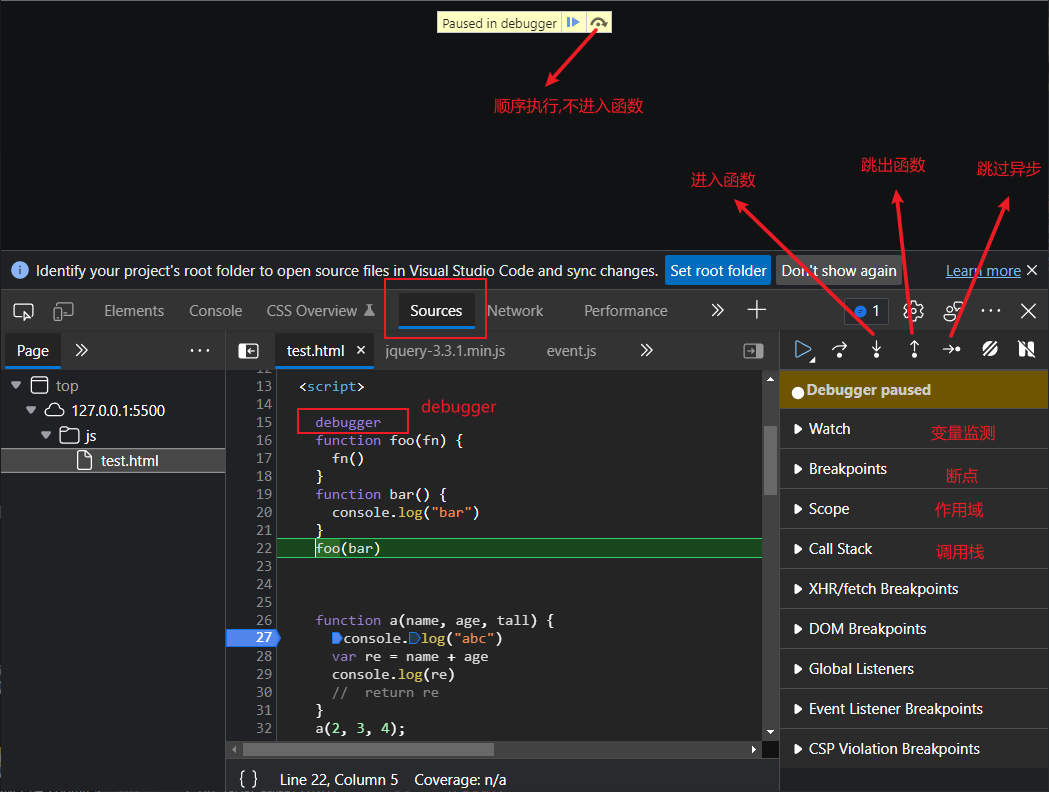 Paused in debugger
顺序执行,不进入函数
进入函数
跳出函数
跳过异步
Identify your project's root folder to open source files in Visual Studio Code and sync changes.
Set root folder
Don't show again
Learn more
Elements
Console
CSS Overview
Sources
Network
Performance
1
Page
test.html
jquery-3.3.1.min.js
event.js
top
127.0.0.1:5500
js
test.html
13 <script>
14
15 debugger
debugger
16 function foo(fn) {
17 fn()
18 }
19 function bar() {
20 console.log("bar")
21 }
22 foo(bar)
23
24
25
26 function a(name, age, tall) {
27 console.log("abc")
28 var re = name + age
29 console.log(re)
30 // return re
31 }
32 a(2, 3, 4);
{ } Line 22, Column 5 Coverage: n/a
Debugger paused
Watch
变量监测
Breakpoints
断点
Scope
作用域
Call Stack
调用栈
XHR/fetch Breakpoints
DOM Breakpoints
Global Listeners
Event Listener Breakpoints
CSP Violation Breakpoints